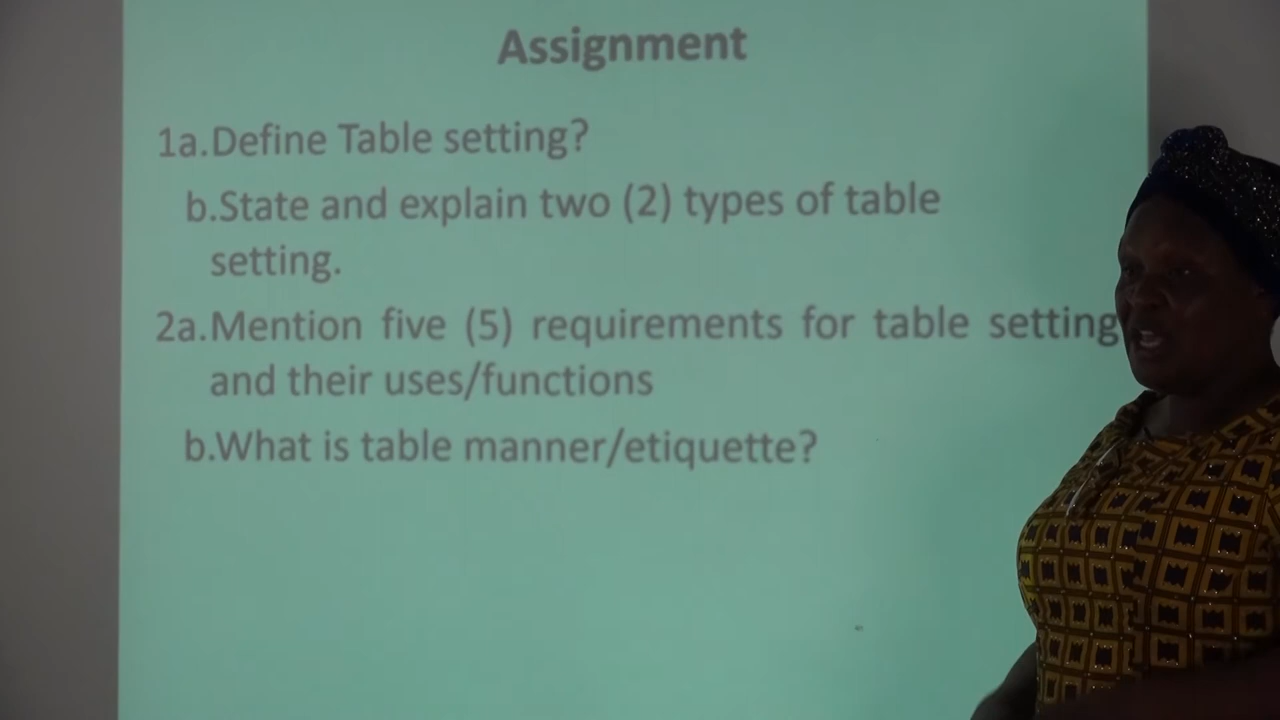 Assignment
1a.Define Table setting?
b.State and explain two (2) types of table
setting.
2a.Mention five (5) requirements for table setting
and their uses/functions
b.What is table manner/etiquette?